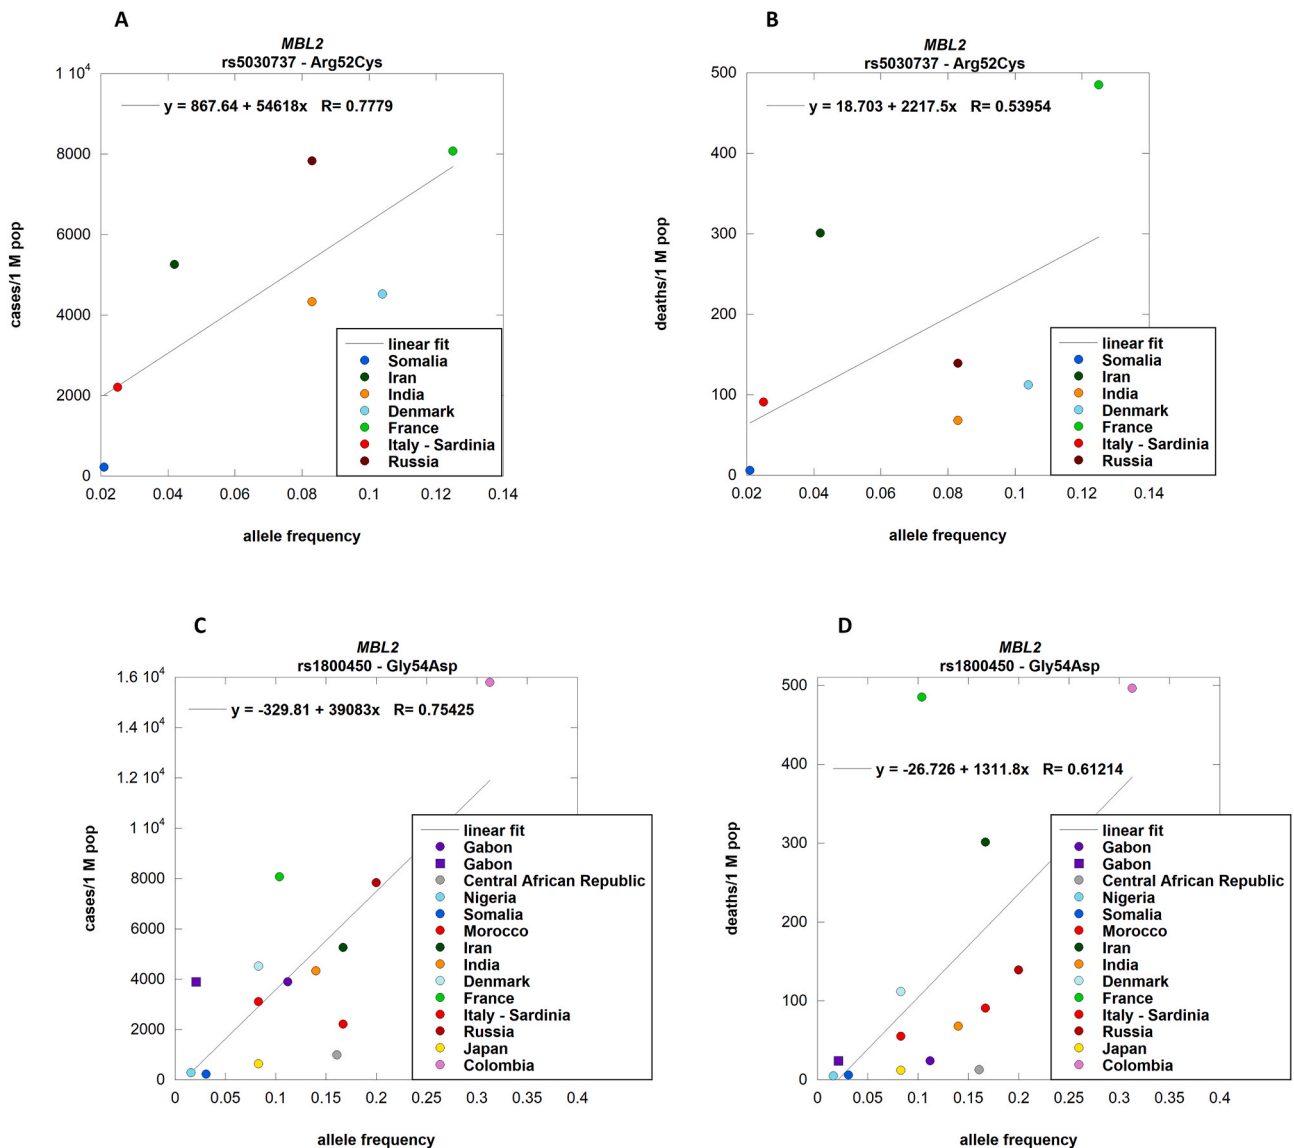 A
MBL2
rs5030737 - Arg52Cys
1 10⁴
y = 867.64 + 54618x R= 0.7779
8000
6000
4000
2000
0
cases/1 M pop
0.02 0.04 0.06 0.08 0.1 0.12 0.14
allele frequency
linear fit
Somalia
Iran
India
Denmark
France
Italy - Sardinia
Russia
B
MBL2
rs5030737 - Arg52Cys
500
y = 18.703 + 2217.5x R= 0.53954
400
300
200
100
0
deaths/1 M pop
0.02 0.04 0.06 0.08 0.1 0.12 0.14
allele frequency
linear fit
Somalia
Iran
India
Denmark
France
Italy - Sardinia
Russia
C
MBL2
rs1800450 - Gly54Asp
1.6 10⁴
y = -329.81 + 39083x R= 0.75425
1.4 10⁴
1.2 10⁴
1 10⁴
8000
6000
4000
2000
0
cases/1 M pop
0 0.05 0.1 0.15 0.2 0.25 0.3 0.35 0.4
allele frequency
linear fit
Gabon
Gabon
Central African Republic
Nigeria
Somalia
Morocco
Iran
India
Denmark
France
Italy - Sardinia
Russia
Japan
Colombia
D
MBL2
rs1800450 - Gly54Asp
500
400
y = -26.726 + 1311.8x R= 0.61214
300
200
100
0
deaths/1 M pop
0 0.05 0.1 0.15 0.2 0.25 0.3 0.35 0.4
allele frequency
linear fit
Gabon
Gabon
Central African Republic
Nigeria
Somalia
Morocco
Iran
India
Denmark
France
Italy - Sardinia
Russia
Japan
Colombia